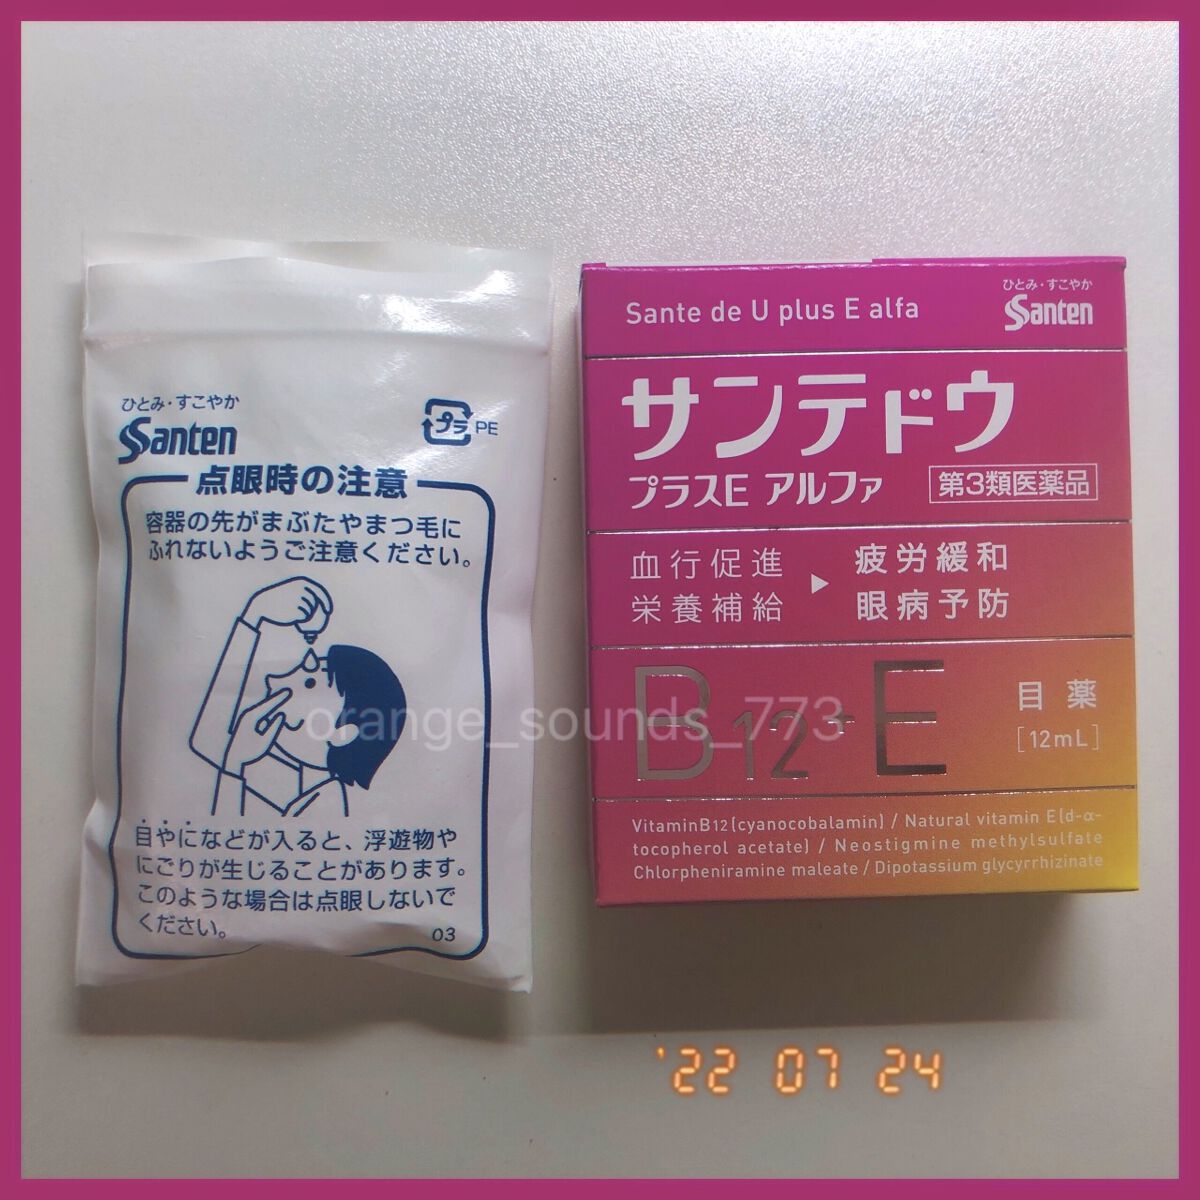 ひとみ・すこやか
Santen
プラ PE
点眼時の注意
容器の先がまぶたやまつ毛に
ふれないようご注意ください。
目やになどが入ると、浮遊物や
にごりが生じることがあります。
このような場合は点眼しないで
ください。
03
Sante de U plus E alfa
ひとみ・すこやか
Santen
サンテドウ
プラスE アルファ 第3類医薬品
血行促進
栄養補給
▶
疲労緩和
眼病予防
B12+E
目薬
[12mL]
VitaminB12(cyanocobalamin) / Natural vitamin E(d-α-
tocopherol acetate) / Neostigmine methylsulfate
Chlorpheniramine maleate / Dipotassium glycyrrhizinate
orange_sounds_773
'22 07 24